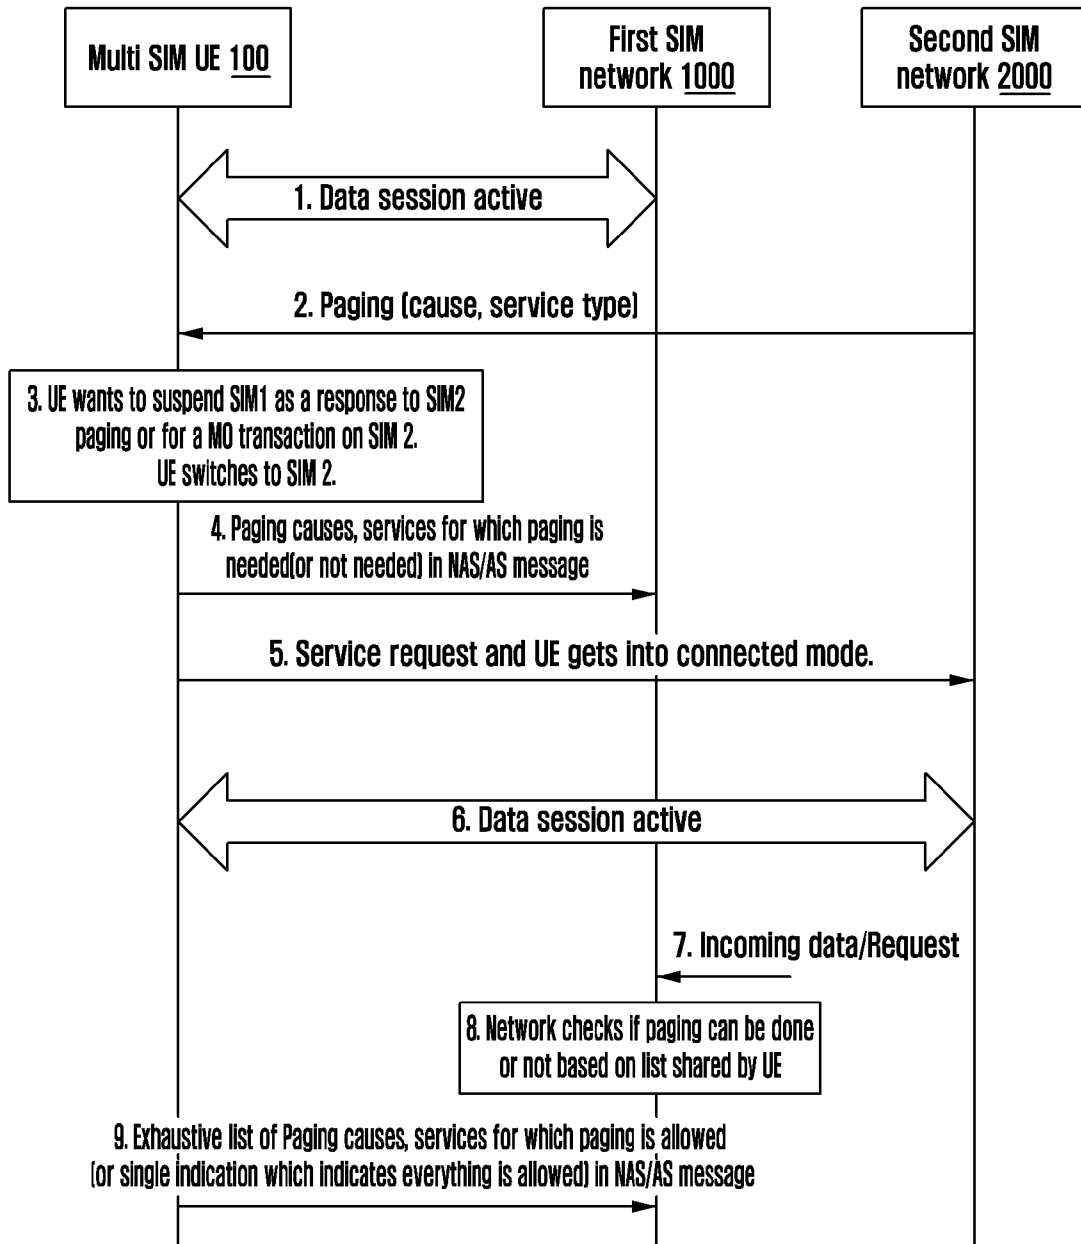 Multi SIM UE 100
First SIM
network 1000
Second SIM
network 2000
1. Data session active
2. Paging (cause, service type)
3. UE wants to suspend SIM1 as a response to SIM2
paging or for a MO transaction on SIM 2.
UE switches to SIM 2.
4. Paging causes, services for which paging is
needed(or not needed) in NAS/AS message
5. Service request and UE gets into connected mode.
6. Data session active
7. Incoming data/Request
8. Network checks if paging can be done
or not based on list shared by UE
9. Exhaustive list of Paging causes, services for which paging is allowed
(or single indication which indicates everything is allowed) in NAS/AS message